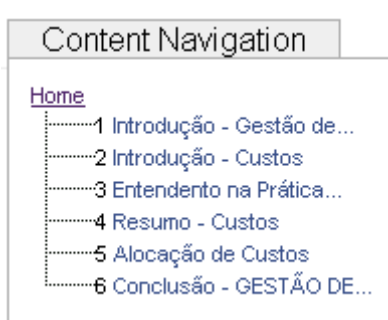 Content Navigation
Home
1 Introdução - Gestão de...
2 Introdução - Custos
3 Entendento na Prática...
4 Resumo - Custos
5 Alocação de Custos
6 Conclusão - GESTÃO DE...